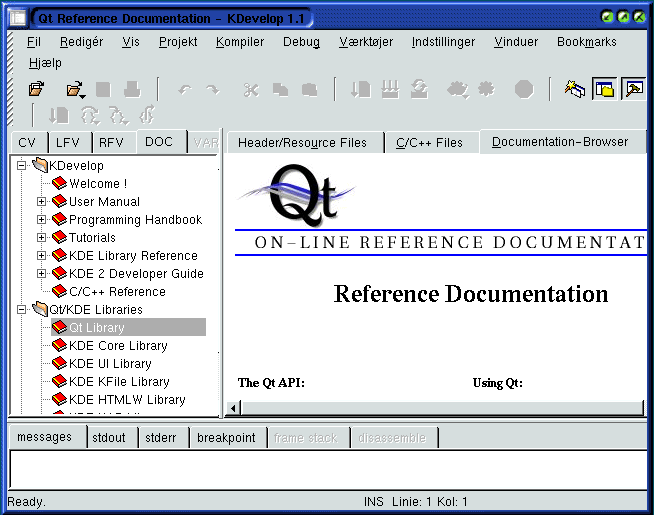 Qt Reference Documentation - KDevelop 1.1
Fil Redigér Vis Projekt Kompiler Debug Værktøjer Indstillinger Vinduer Bookmarks
Hjælp
CV LFV RFV DOC VAR
Header/Resource Files C/C++ Files Documentation-Browser
KDevelop
Welcome !
User Manual
Programming Handbook
Tutorials
KDE Library Reference
KDE 2 Developer Guide
C/C++ Reference
Qt/KDE Libraries
Qt Library
KDE Core Library
KDE UI Library
KDE KFile Library
KDE HTMLW Library
Qt
ON-LINE REFERENCE DOCUMENTAT
Reference Documentation
The Qt API: Using Qt:
messages stdout stderr breakpoint frame stack disassemble
Ready. INS Linie: 1 Kol: 1